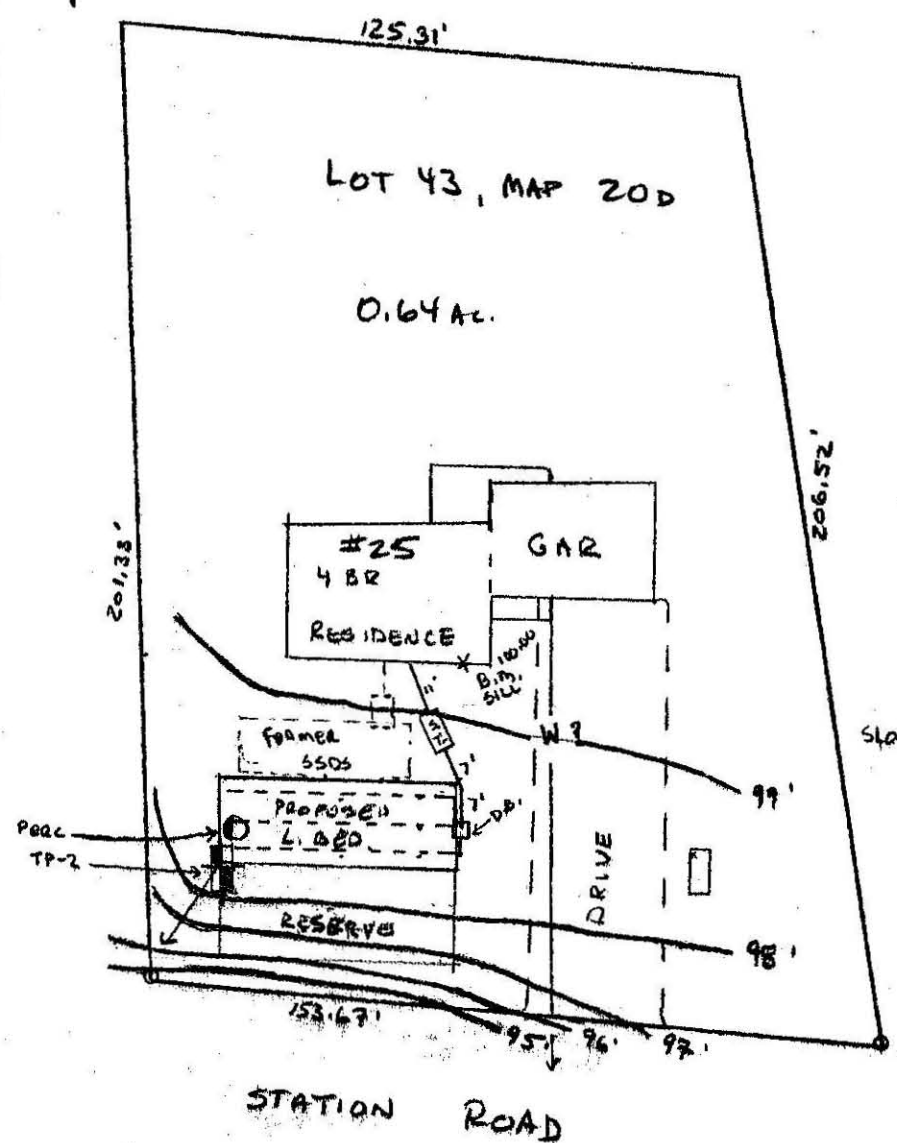 125.31'
LOT 43, MAP 20D
0.64 AC.
206.52'
201.33'
#25
4 BR
RESIDENCE
GAR
100.00
B.M.
SILL
11'
W?
99'
FORMER
SSDS
7'
7'
D.B.
PROPOSED
L. BED
PERC
TP-2
DRIVE
RESERVE
98'
153.67'
95'
96'
97'
STATION ROAD